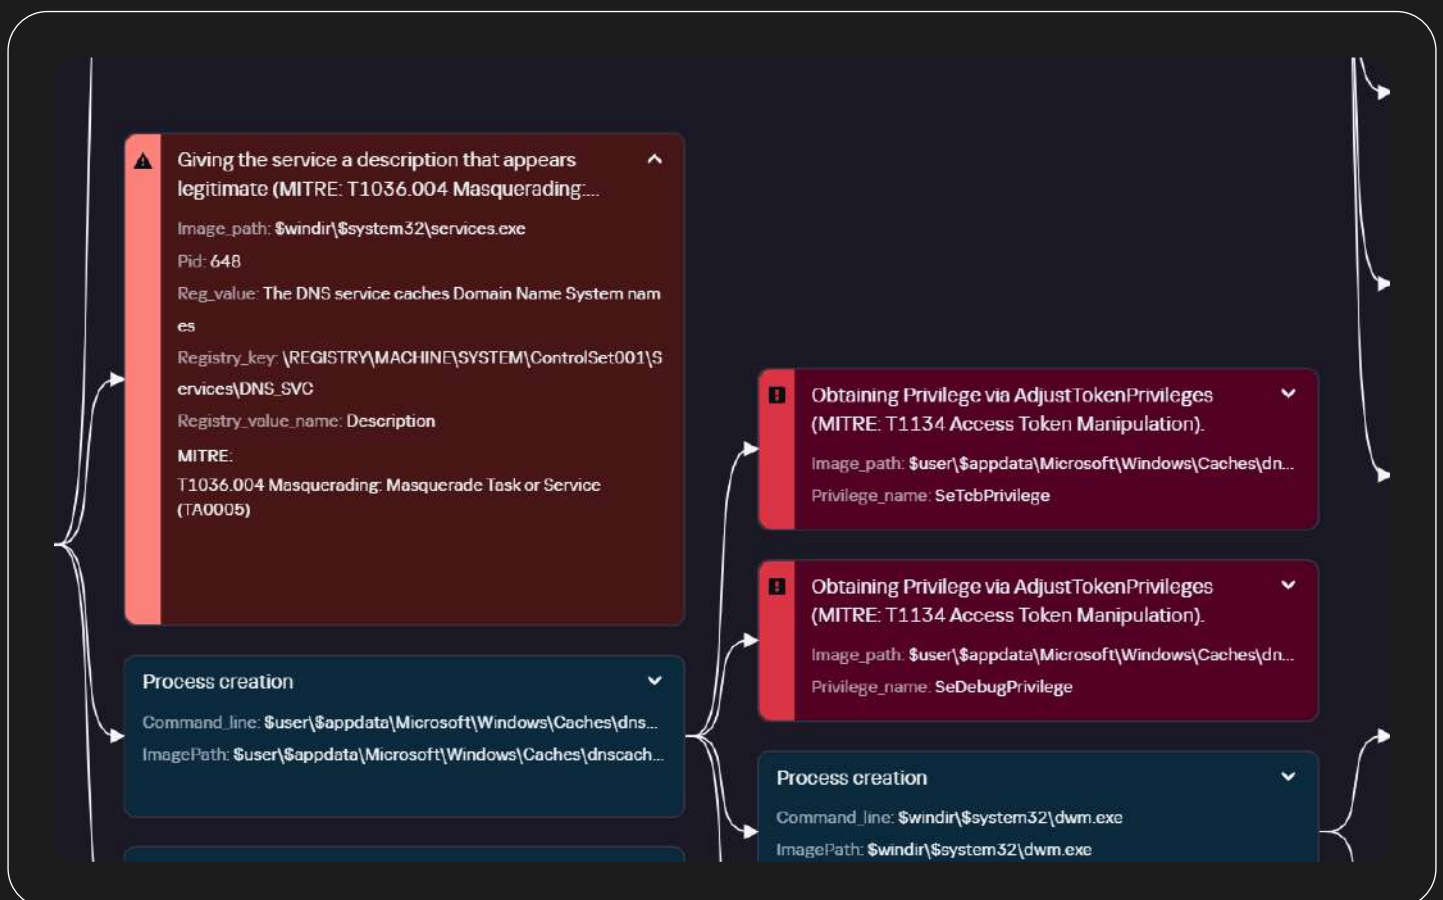 Giving the service a description that appears
legitimate (MITRE: T1036.004 Masquerading:...
Image_path: $windir\$system32\services.exe
Pid: 648
Reg_value: The DNS service caches Domain Name System nam
es
Registry_key: \REGISTRY\MACHINE\SYSTEM\ControlSet001\S
ervices\DNS_SVC
Registry_value_name: Description
MITRE:
T1036.004 Masquerading: Masquerade Task or Service
(TA0005)
Process creation
Command_line: $user\$appdata\Microsoft\Windows\Caches\dns...
ImagePath: $user\$appdata\Microsoft\Windows\Caches\dnscach...
Obtaining Privilege via AdjustTokenPrivileges
(MITRE: T1134 Access Token Manipulation).
Image_path: $user\$appdata\Microsoft\Windows\Caches\dn...
Privilege_name: SeTcbPrivilege
Obtaining Privilege via AdjustTokenPrivileges
(MITRE: T1134 Access Token Manipulation).
Image_path: $user\$appdata\Microsoft\Windows\Caches\dn...
Privilege_name: SeDebugPrivilege
Process creation
Command_line: $windir\$system32\dwm.exe
ImagePath: $windir\$system32\dwm.exe